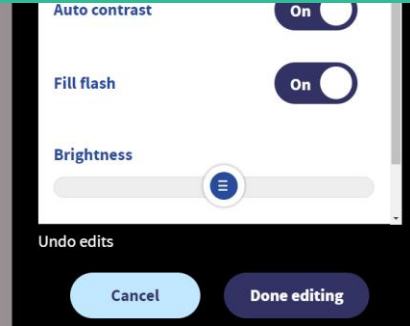 Auto contrast
On
Fill flash
On
Brightness
Undo edits
Cancel
Done editing